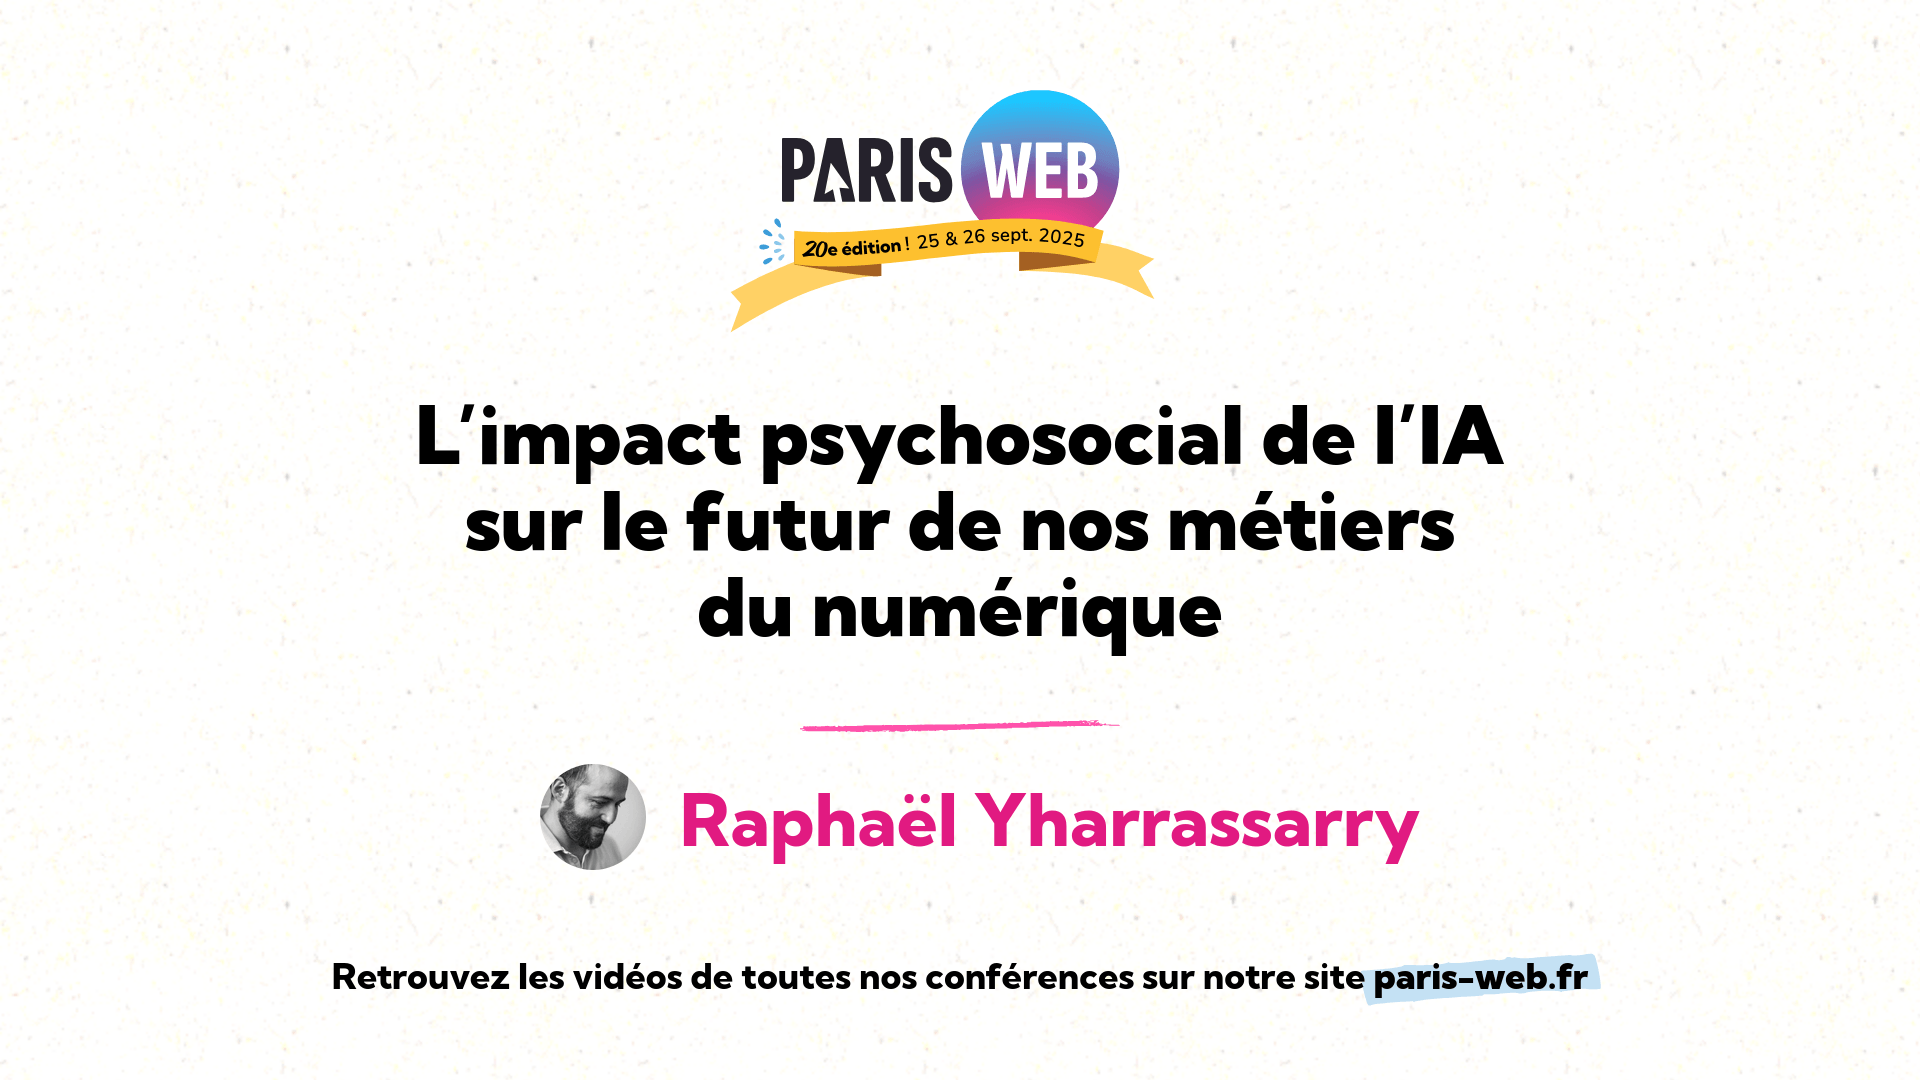 PARIS WEB
20e édition ! 25 & 26 sept. 2025
L’impact psychosocial de l’IA
sur le futur de nos métiers
du numérique
Raphaël Yharrassarry
Retrouvez les vidéos de toutes nos conférences sur notre site paris-web.fr